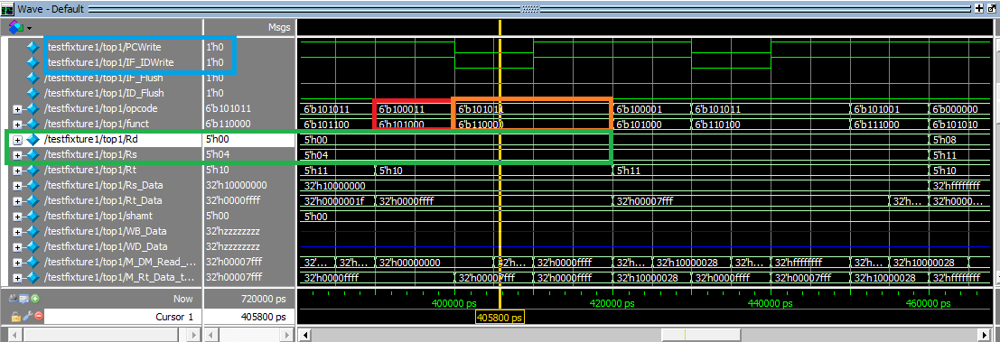 Wave - Default
Msgs
/testfixture1/top1/PCWrite 1'h0
/testfixture1/top1/IF_IDWrite 1'h0
/testfixture1/top1/IF_Flush 1'h0
/testfixture1/top1/ID_Flush 1'h0
/testfixture1/top1/opcode 6'b101011 6'b101011 6'b100011 6'b101011 6'b100001 6'b101011 6'b101001 6'b000000
/testfixture1/top1/funct 6'b110000 6'b101100 6'b101000 6'b110000 6'b101000 6'b110100 6'b110000 6'b101010
/testfixture1/top1/Rd 5'h00 5'h00 5'h08
/testfixture1/top1/Rs 5'h04 5'h04 5'h11
/testfixture1/top1/Rt 5'h10 5'h11 5'h10 5'h11 5'h10
/testfixture1/top1/Rs_Data 32'h10000000 32'h10000000 32'hffffffff
/testfixture1/top1/Rt_Data 32'h0000ffff 32'h0000001f 32'h0000ffff 32'h00007fff 32'h... 32'h0000...
/testfixture1/top1/shamt 5'h00 5'h00
/testfixture1/top1/WB_Data 32'hzzzzzzzz
/testfixture1/top1/WD_Data 32'hzzzzzzzz
/testfixture1/top1/M_DM_Read_... 32'h00007fff 32'... 32'h... 32'h00000000 32'h... 32'h0000ffff 32'h... 32'h10000028 32'h... 32'hffffffff 32'h... 32'h10000028
/testfixture1/top1/M_Rt_Data_t... 32'h00007fff 32'h0000ffff 32'h00007fff 32'h0000ffff 32'h10000028 32'h0000ffff 32'h00007fff 32'h10000028 32'hffffffff
Now 720000 ps 400000 ps 420000 ps 440000 ps 460000 ps
Cursor 1 405800 ps 405800 ps